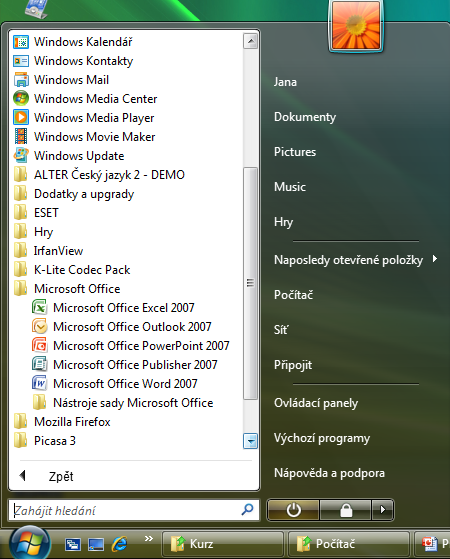 Windows Kalendář
Windows Kontakty
Windows Mail
Windows Media Center
Windows Media Player
Windows Movie Maker
Windows Update
ALTER Český jazyk 2 - DEMO
Dodatky a upgrady
ESET
Hry
IrfanView
K-Lite Codec Pack
Microsoft Office
Microsoft Office Excel 2007
Microsoft Office Outlook 2007
Microsoft Office PowerPoint 2007
Microsoft Office Publisher 2007
Microsoft Office Word 2007
Nástroje sady Microsoft Office
Mozilla Firefox
Picasa 3
Zpět
Zahájit hledání
Jana
Dokumenty
Pictures
Music
Hry
Naposledy otevřené položky
Počítač
Síť
Připojit
Ovládací panely
Výchozí programy
Nápověda a podpora
Kurz
Počítač
P